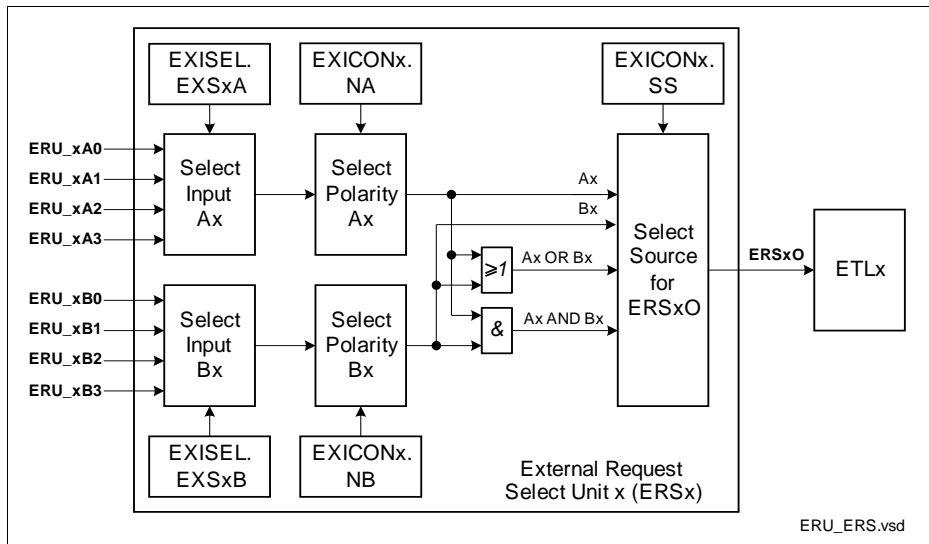 EXISEL.
EXSxA
EXICONx.
NA
EXICONx.
SS
ERU_xA0
ERU_xA1
ERU_xA2
ERU_xA3
Select
Input
Ax
Select
Polarity
Ax
Ax
Bx
≥1
Ax OR Bx
&
Ax AND Bx
Select
Source
for
ERSxO
ERSxO
ETLx
ERU_xB0
ERU_xB1
ERU_xB2
ERU_xB3
Select
Input
Bx
Select
Polarity
Bx
EXISEL.
EXSxB
EXICONx.
NB
External Request
Select Unit x (ERSx)
ERU_ERS.vsd